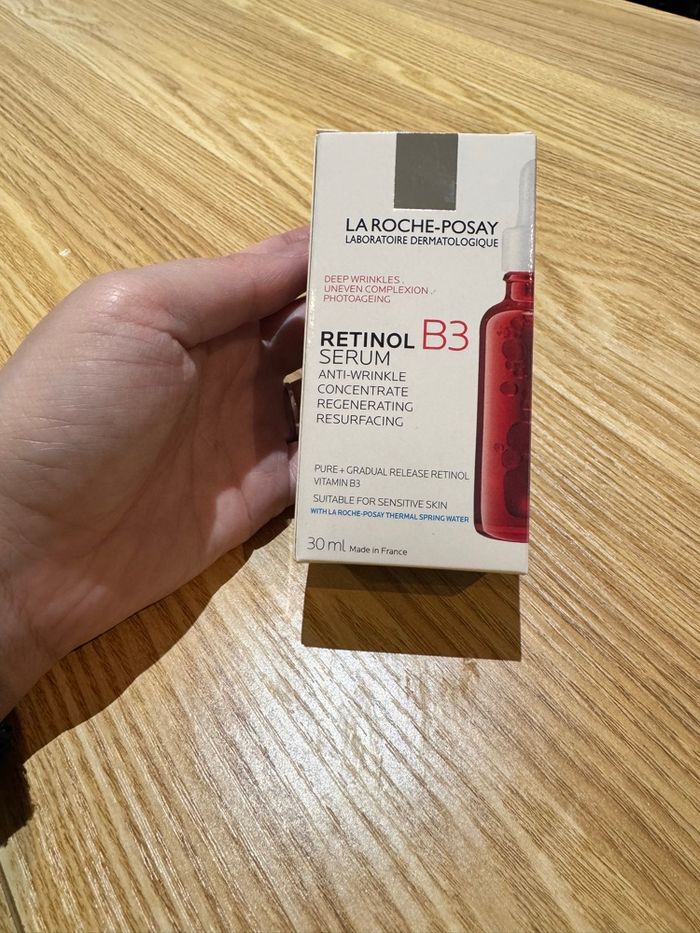 LA ROCHE-POSAY
LABORATOIRE DERMATOLOGIQUE
DEEP WRINKLES,
UNEVEN COMPLEXION,
PHOTOAGEING
RETINOL B3
SERUM
ANTI-WRINKLE
CONCENTRATE
REGENERATING
RESURFACING
PURE + GRADUAL RELEASE RETINOL
VITAMIN B3
SUITABLE FOR SENSITIVE SKIN
WITH LA ROCHE-POSAY THERMAL SPRING WATER
30 ml Made in France